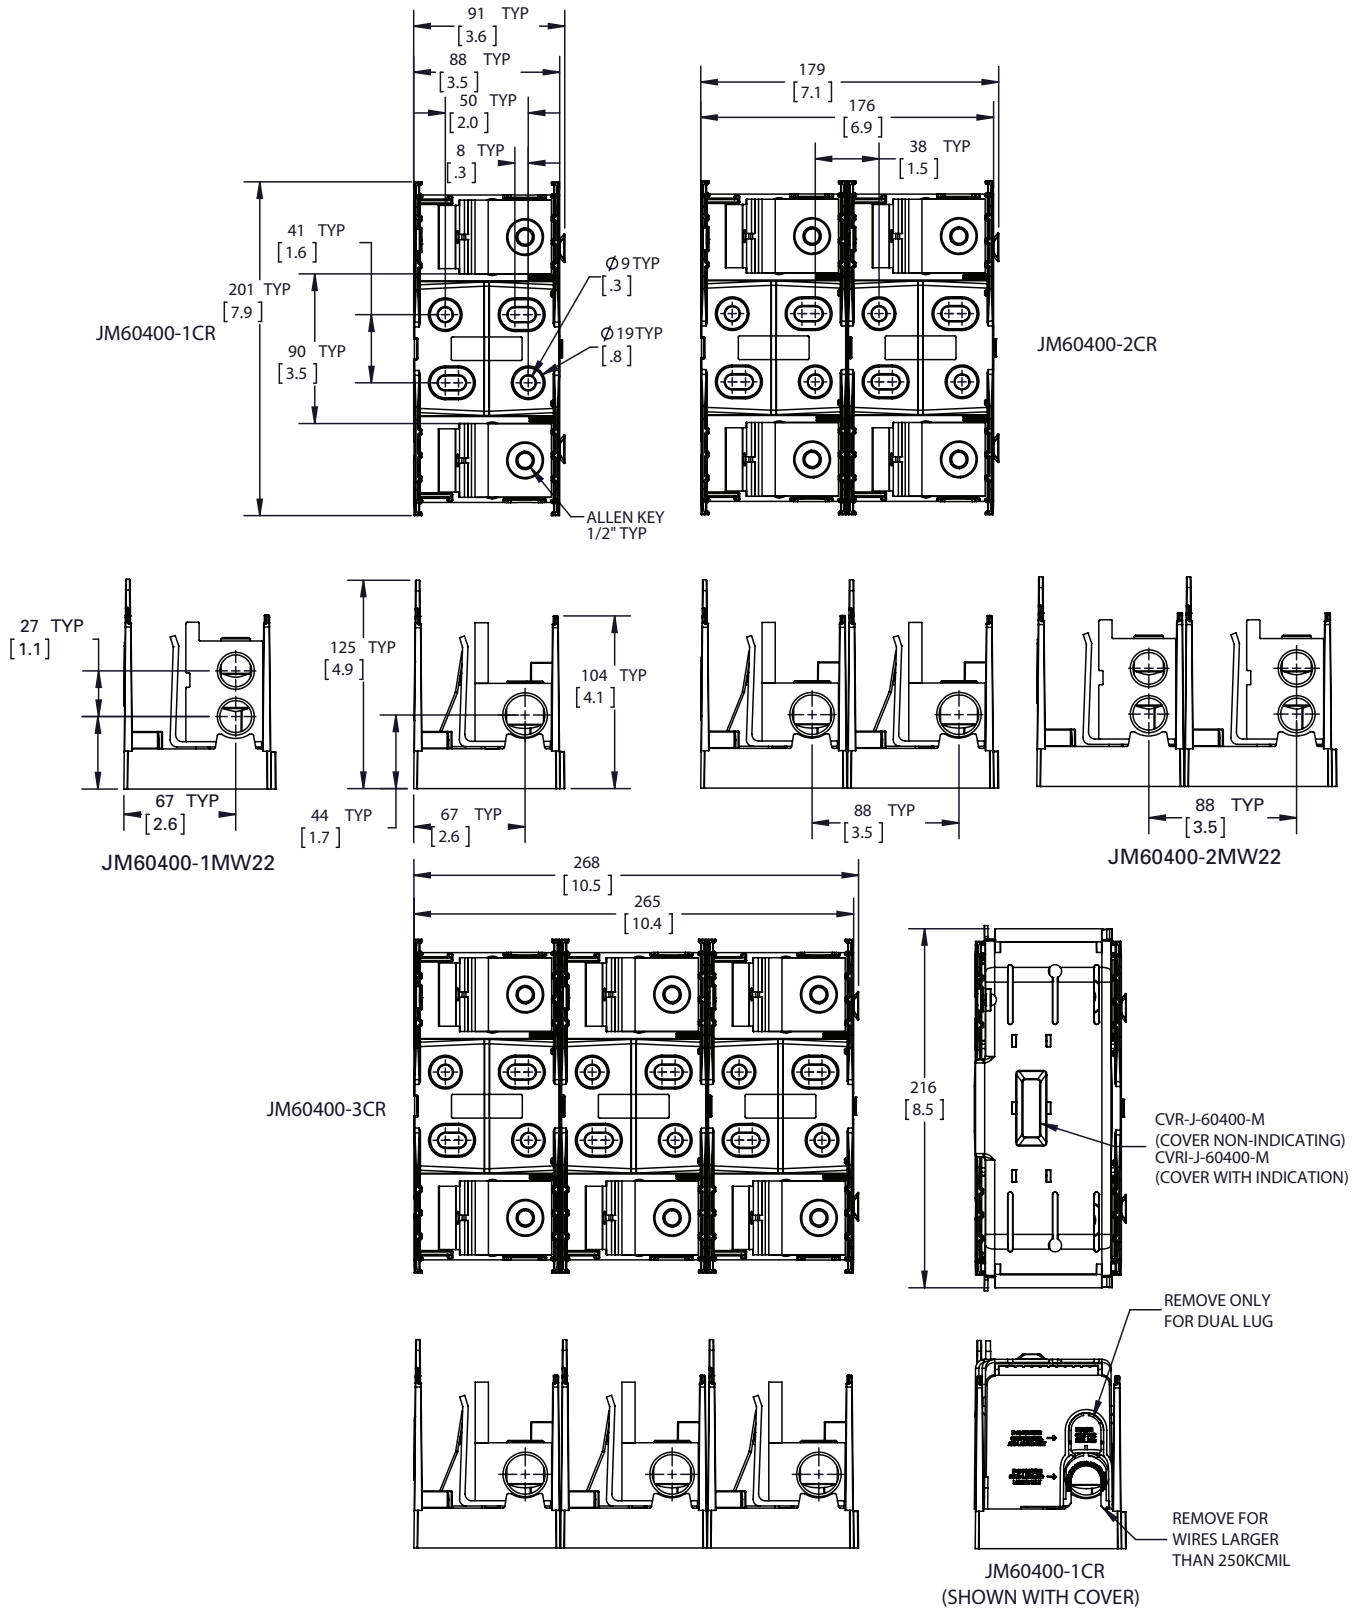 91 TYP
[3.6]
88 TYP
[3.5]
50 TYP
[2.0]
8 TYP
[.3]
41 TYP
[1.6]
201 TYP
[7.9]
90 TYP
[3.5]
Ø9 TYP
[.3]
Ø19 TYP
[.8]
JM60400-1CR
ALLEN KEY
1/2" TYP
179
[7.1]
176
[6.9]
38 TYP
[1.5]
JM60400-2CR
27 TYP
[1.1]
67 TYP
[2.6]
JM60400-1MW22
125 TYP
[4.9]
104 TYP
[4.1]
44 TYP
[1.7]
67 TYP
[2.6]
88 TYP
[3.5]
88 TYP
[3.5]
JM60400-2MW22
268
[10.5]
265
[10.4]
JM60400-3CR
216
[8.5]
CVR-J-60400-M
(COVER NON-INDICATING)
CVRI-J-60400-M
(COVER WITH INDICATION)
REMOVE ONLY
FOR DUAL LUG
REMOVE FOR
WIRES LARGER
THAN 250KCMIL
JM60400-1CR
(SHOWN WITH COVER)